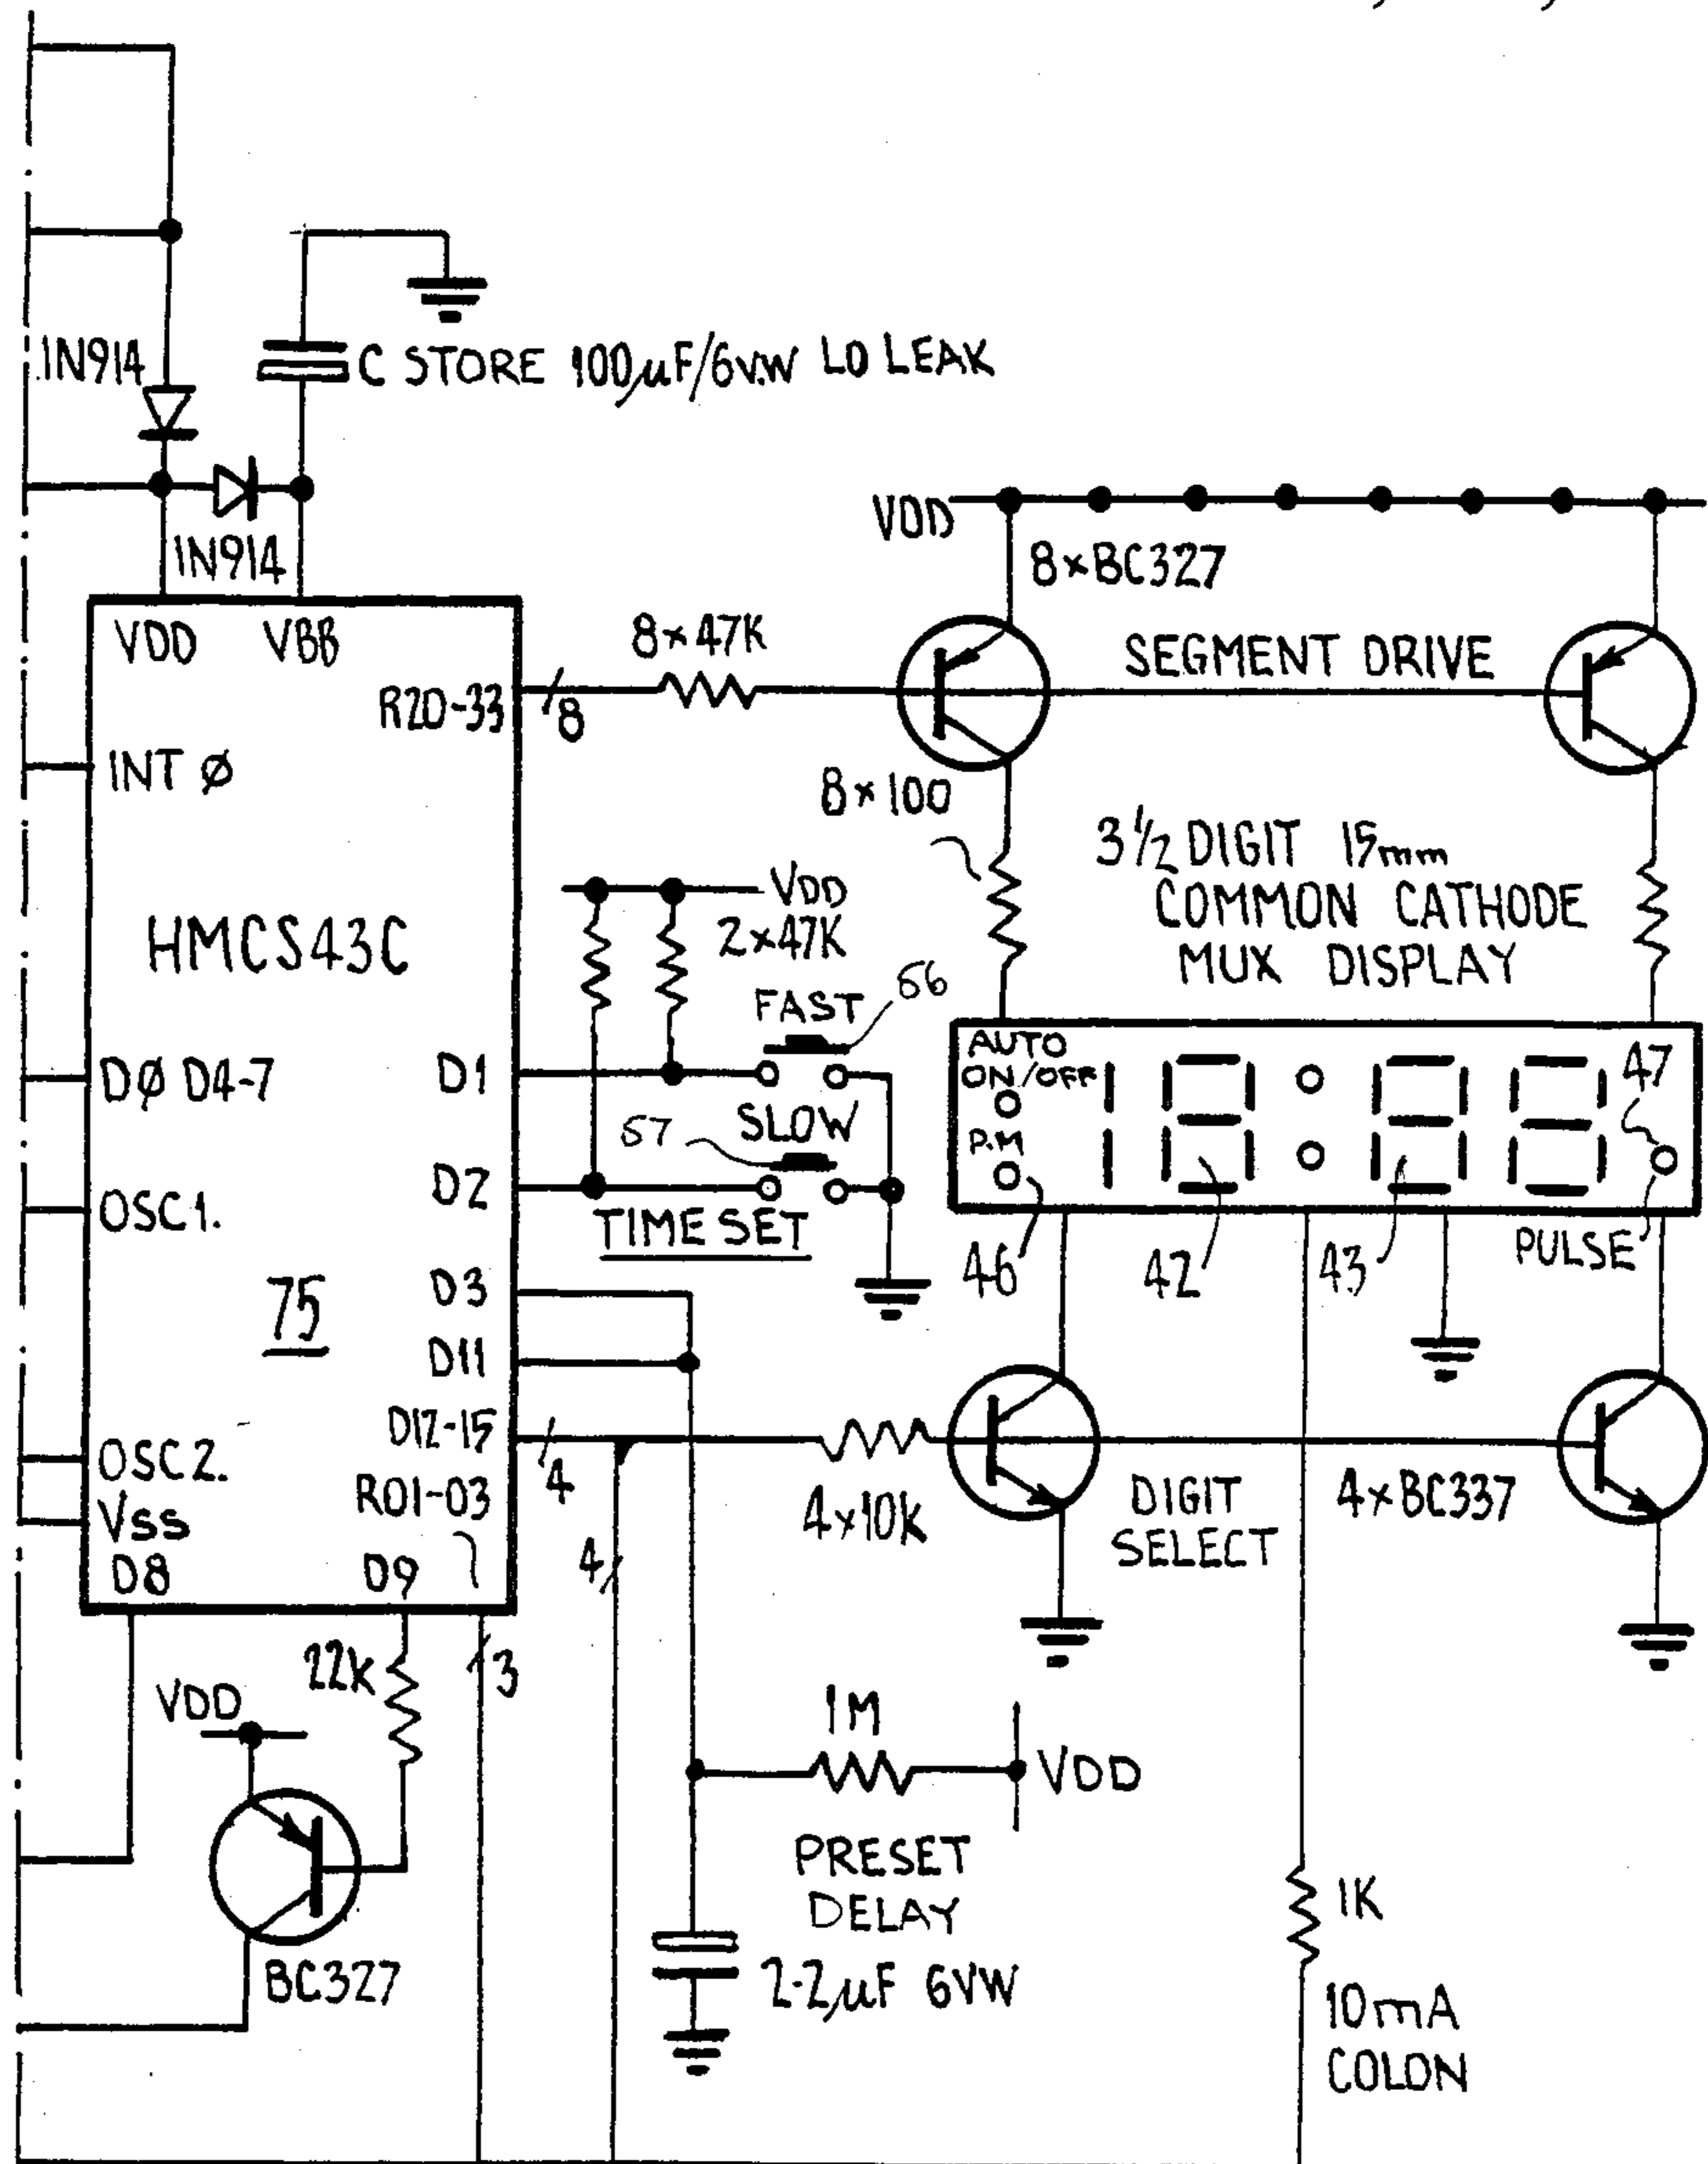 1N914
C STORE 100µF/6V.W LO LEAK
1N914
VDD
8×BC327
VDD VBB
8×47K
SEGMENT DRIVE
R20-33
8
INT Ø
8×100
3½ DIGIT 15mm
COMMON CATHODE
MUX DISPLAY
VDD
2×47K
HMCS43C
FAST
66
AUTO
ON/OFF
47
DØ D4-7
D1
SLOW
67
P.M
D2
OSC1.
TIME SET
46
42
43
PULSE
D3
75
D11
D12-15
4
OSC2.
R01-03
4×10K
DIGIT
SELECT
4×BC337
VSS
D8
D9
4
22K
3
VDD
1M
VDD
PRESET
DELAY
1K
BC327
2·2µF 6VW
10mA
COLON